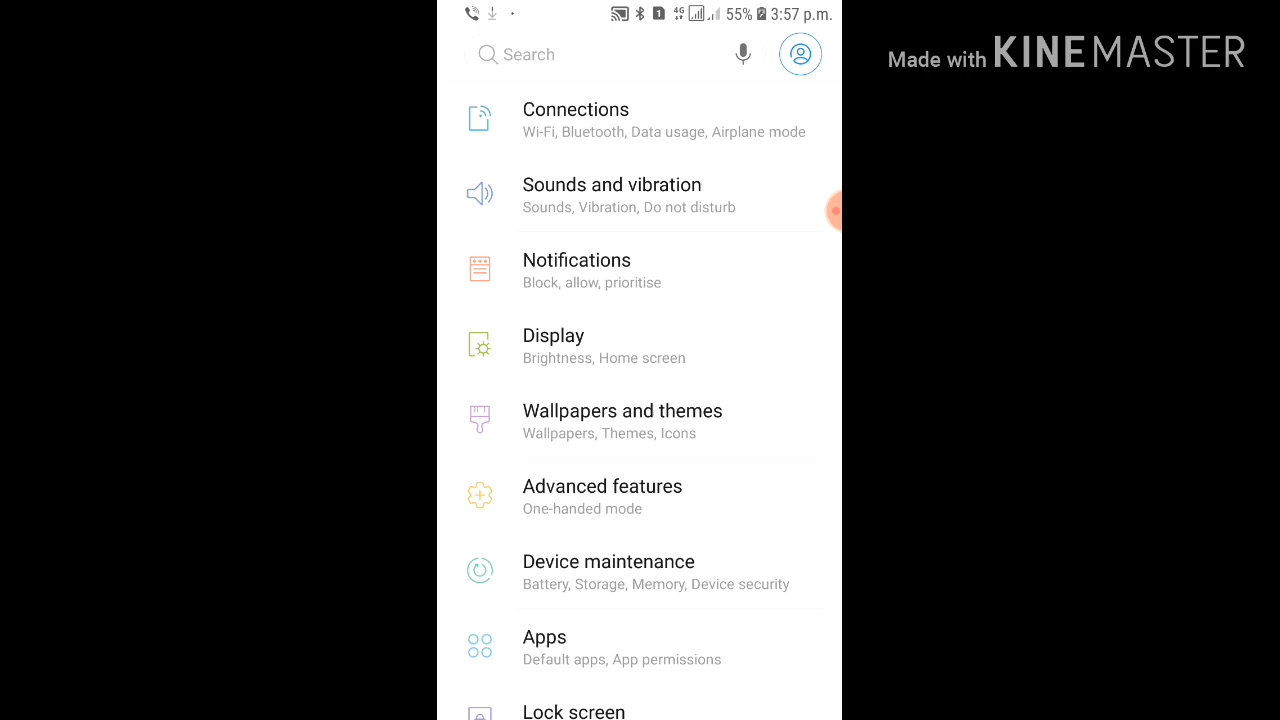 1 4G 55% 3:57 p.m.
Search
Made with KINEMASTER
Connections
Wi-Fi, Bluetooth, Data usage, Airplane mode
Sounds and vibration
Sounds, Vibration, Do not disturb
Notifications
Block, allow, prioritise
Display
Brightness, Home screen
Wallpapers and themes
Wallpapers, Themes, Icons
Advanced features
One-handed mode
Device maintenance
Battery, Storage, Memory, Device security
Apps
Default apps, App permissions
Lock screen